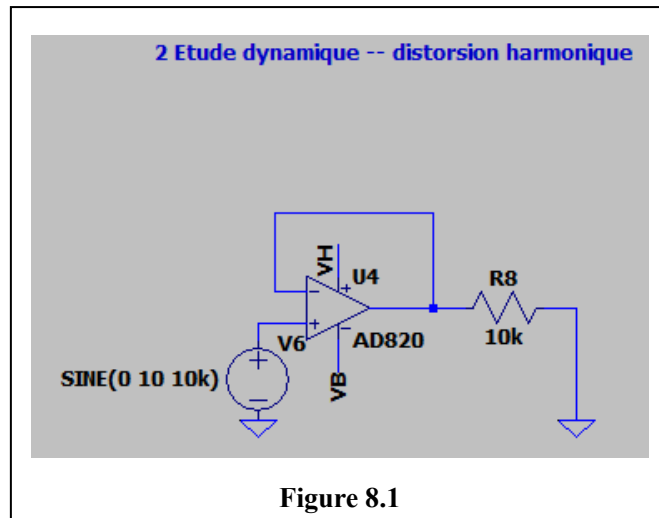 2 Etude dynamique -- distorsion harmonique
VH
U4
R8
V6
AD820
10k
SINE(0 10 10k)
VB
Figure 8.1